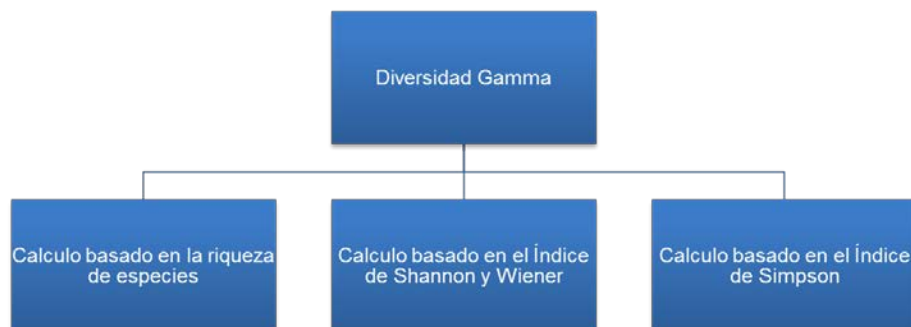 Diversidad Gamma
Calculo basado en la riqueza
de especies
Calculo basado en el Índice
de Shannon y Wiener
Calculo basado en el Índice
de Simpson